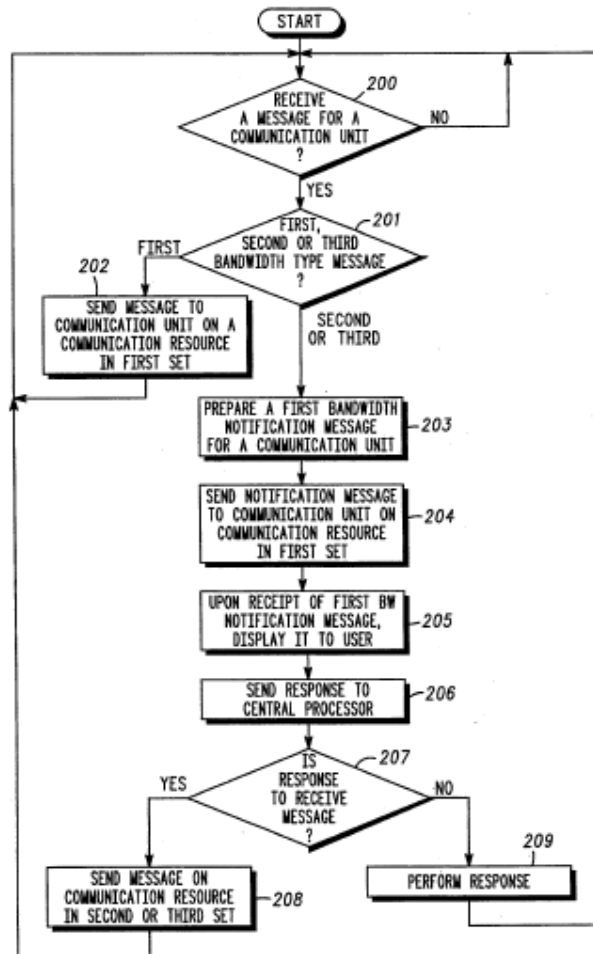 START
200
RECEIVE
A MESSAGE FOR A
COMMUNICATION UNIT
?
NO
YES
201
FIRST,
SECOND OR THIRD
BANDWIDTH TYPE MESSAGE
?
FIRST
202
SEND MESSAGE TO
COMMUNICATION UNIT ON A
COMMUNICATION RESOURCE
IN FIRST SET
SECOND
OR THIRD
PREPARE A FIRST BANDWIDTH
NOTIFICATION MESSAGE
FOR A COMMUNICATION UNIT
203
SEND NOTIFICATION MESSAGE
TO COMMUNICATION UNIT ON
COMMUNICATION RESOURCE
IN FIRST SET
204
UPON RECEIPT OF FIRST BW
NOTIFICATION MESSAGE,
DISPLAY IT TO USER
205
SEND RESPONSE TO
CENTRAL PROCESSOR
206
207
IS
RESPONSE
TO RECEIVE
MESSAGE
?
YES
NO
SEND MESSAGE ON
COMMUNICATION RESOURCE
IN SECOND OR THIRD SET
208
209
PERFORM RESPONSE